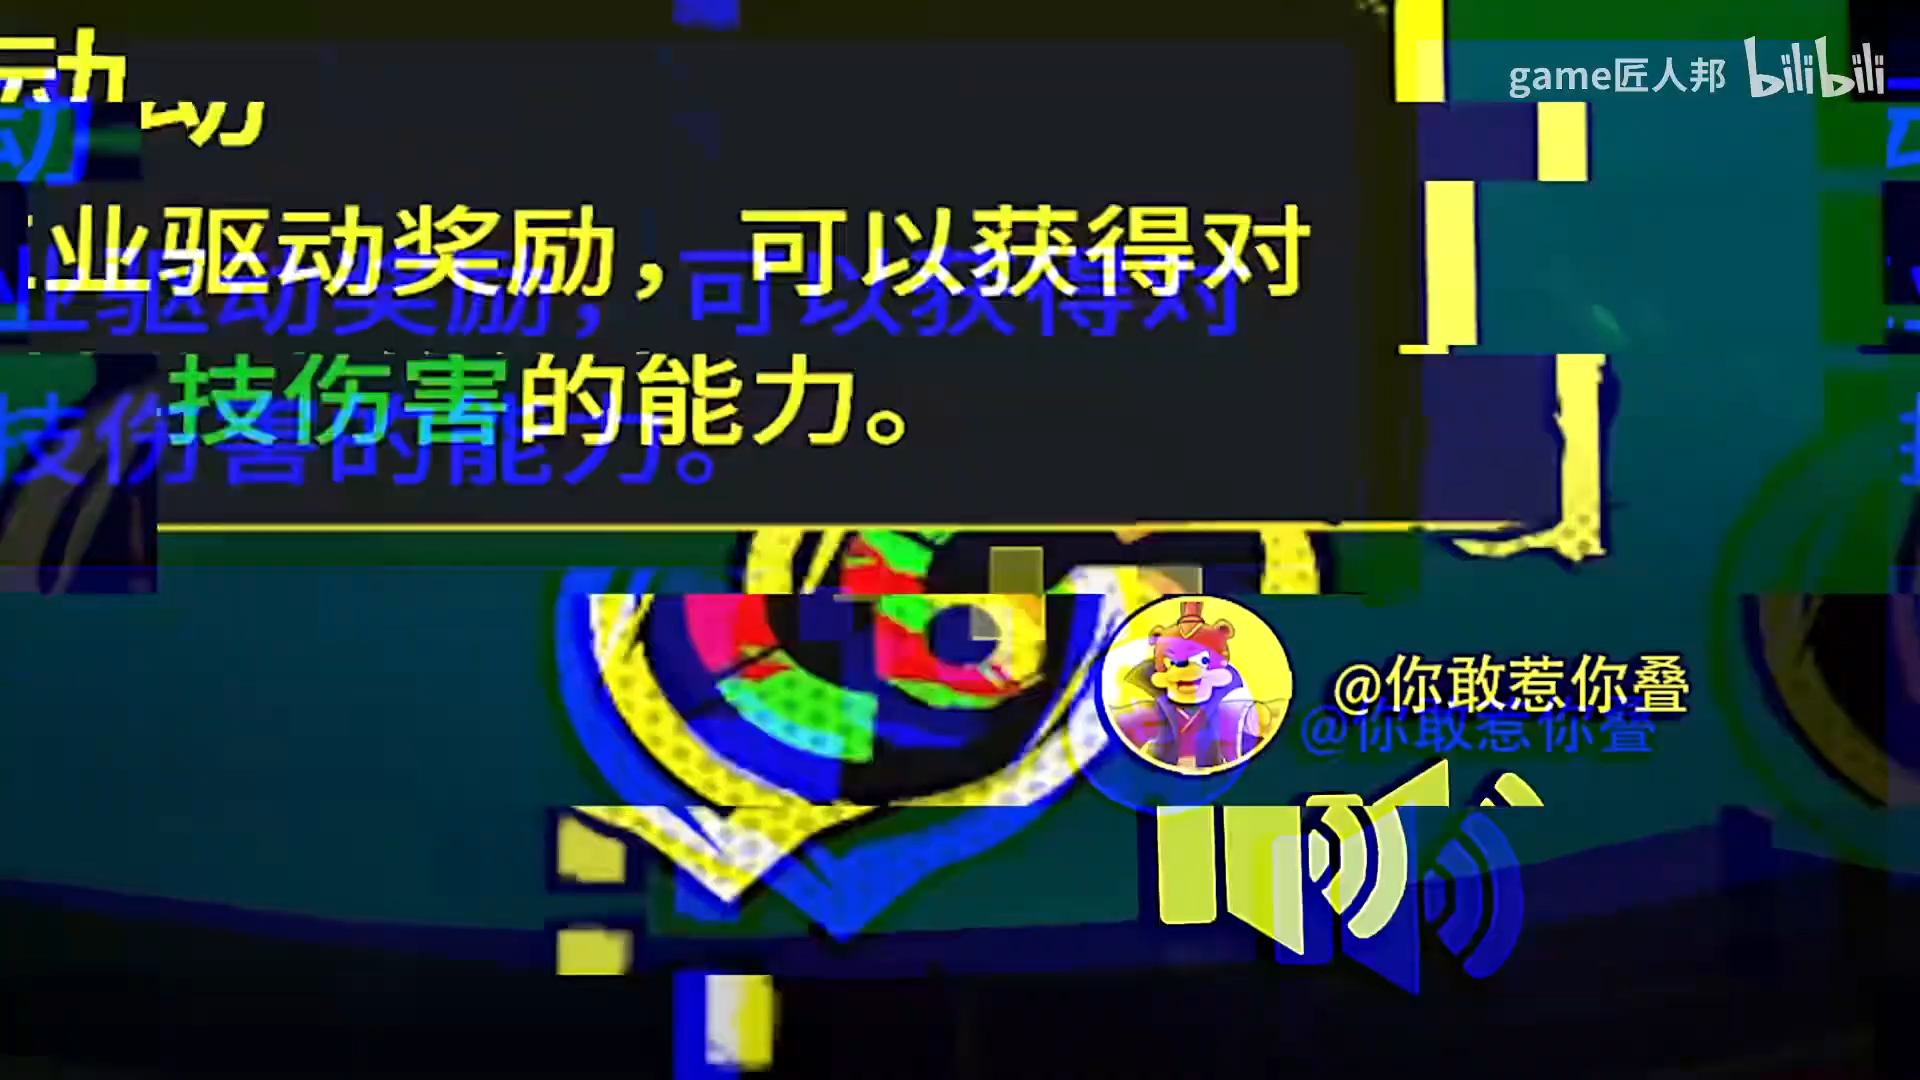 game匠人邦 bilibili
动
业驱动奖励，可以获得对
技伤害的能力。
@你敢惹你叠